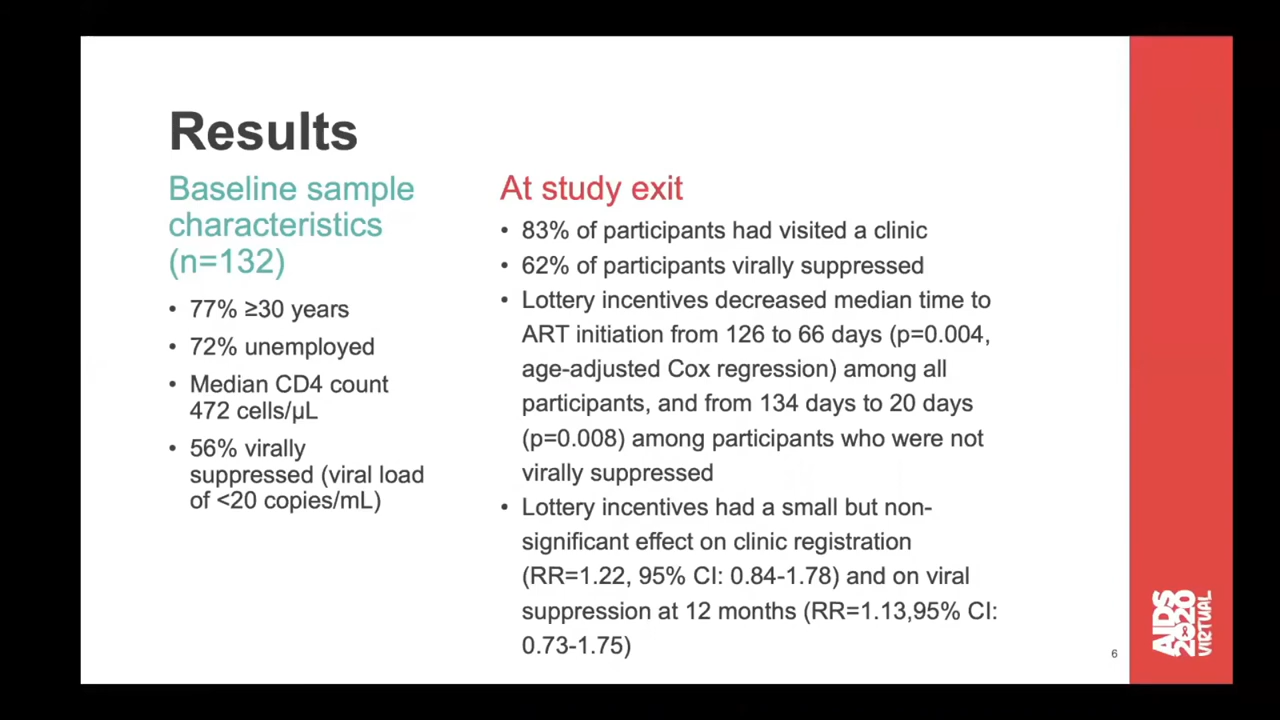 Results
Baseline sample
characteristics
(n=132)
• 77% ≥30 years
• 72% unemployed
• Median CD4 count
472 cells/µL
• 56% virally
suppressed (viral load
of <20 copies/mL)
At study exit
• 83% of participants had visited a clinic
• 62% of participants virally suppressed
• Lottery incentives decreased median time to
ART initiation from 126 to 66 days (p=0.004,
age-adjusted Cox regression) among all
participants, and from 134 days to 20 days
(p=0.008) among participants who were not
virally suppressed
• Lottery incentives had a small but non-
significant effect on clinic registration
(RR=1.22, 95% CI: 0.84-1.78) and on viral
suppression at 12 months (RR=1.13,95% CI:
0.73-1.75)
6
AIDS
2020
VIRTUAL